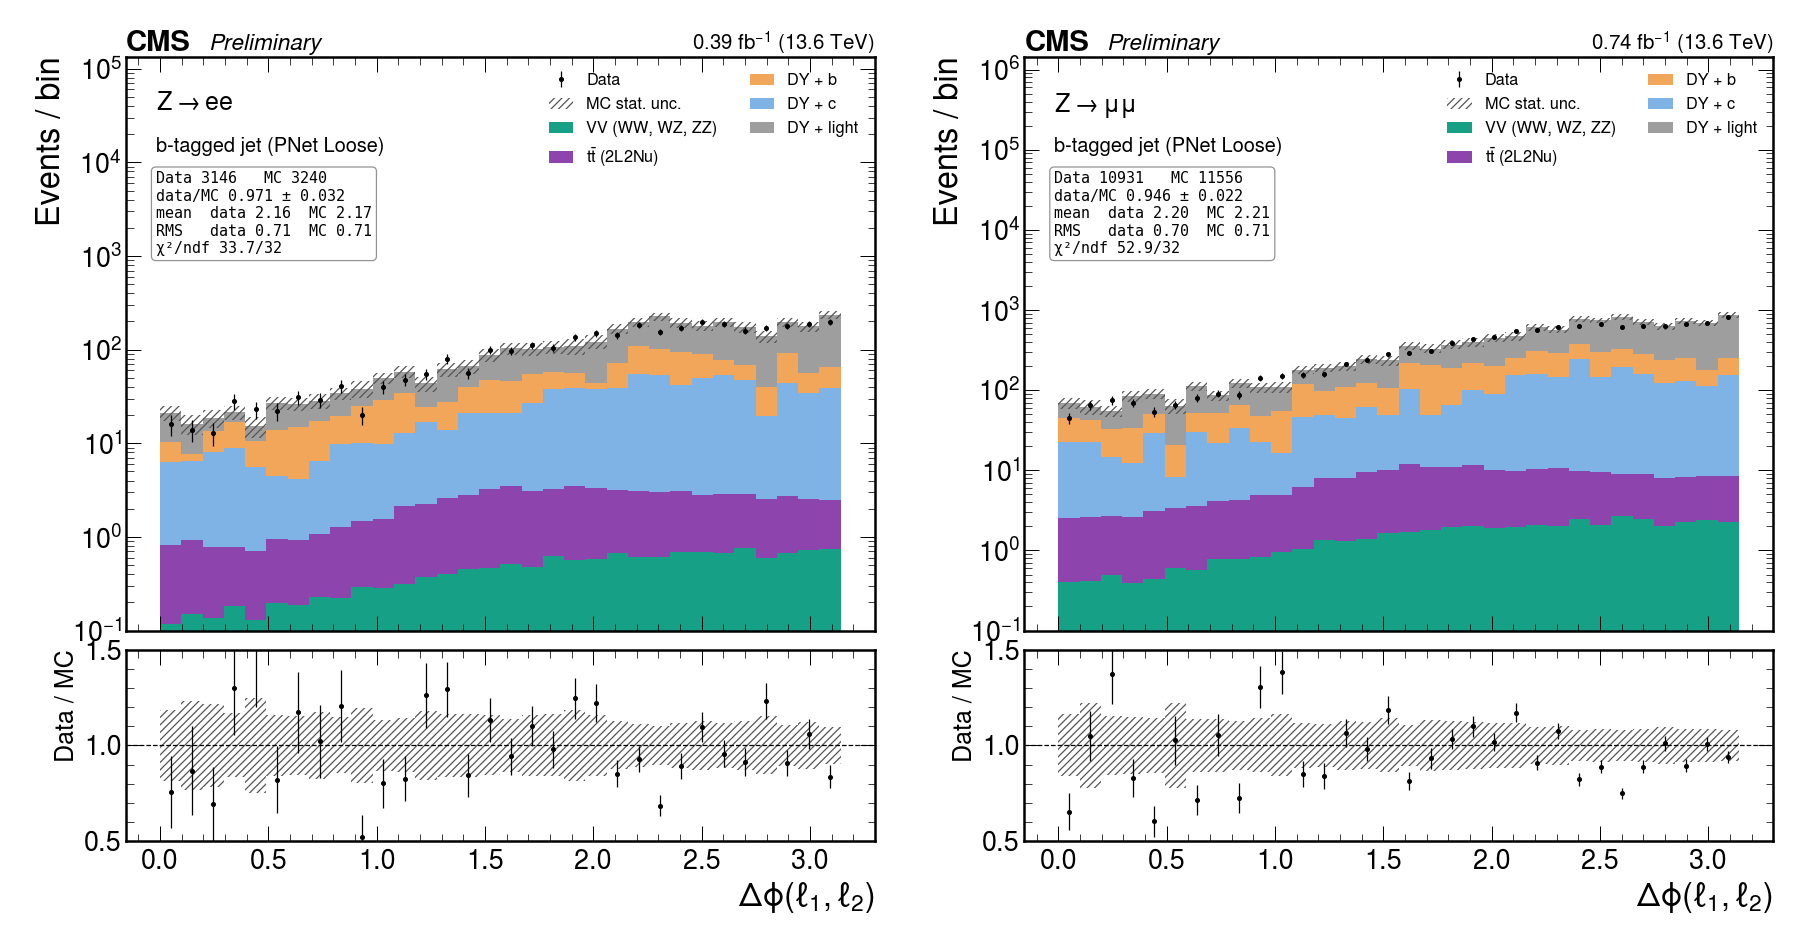 CMS Preliminary 0.39 fb⁻¹ (13.6 TeV)
Events / bin
10⁵
10⁴
10³
10²
10¹
10⁰
10⁻¹
Z → ee
b-tagged jet (PNet Loose)
Data 3146   MC 3240
data/MC 0.971 ± 0.032
mean  data 2.16  MC 2.17
RMS   data 0.71  MC 0.71
χ²/ndf 33.7/32
Data
MC stat. unc.
VV (WW, WZ, ZZ)
tt̄ (2L2Nu)
DY + b
DY + c
DY + light
Data / MC
1.5
1.0
0.5
0.0 0.5 1.0 1.5 2.0 2.5 3.0
Δϕ(ℓ₁, ℓ₂)
CMS Preliminary 0.74 fb⁻¹ (13.6 TeV)
Events / bin
10⁶
10⁵
10⁴
10³
10²
10¹
10⁰
10⁻¹
Z → μμ
b-tagged jet (PNet Loose)
Data 10931   MC 11556
data/MC 0.946 ± 0.022
mean  data 2.20  MC 2.21
RMS   data 0.70  MC 0.71
χ²/ndf 52.9/32
Data
MC stat. unc.
VV (WW, WZ, ZZ)
tt̄ (2L2Nu)
DY + b
DY + c
DY + light
Data / MC
1.5
1.0
0.5
0.0 0.5 1.0 1.5 2.0 2.5 3.0
Δϕ(ℓ₁, ℓ₂)